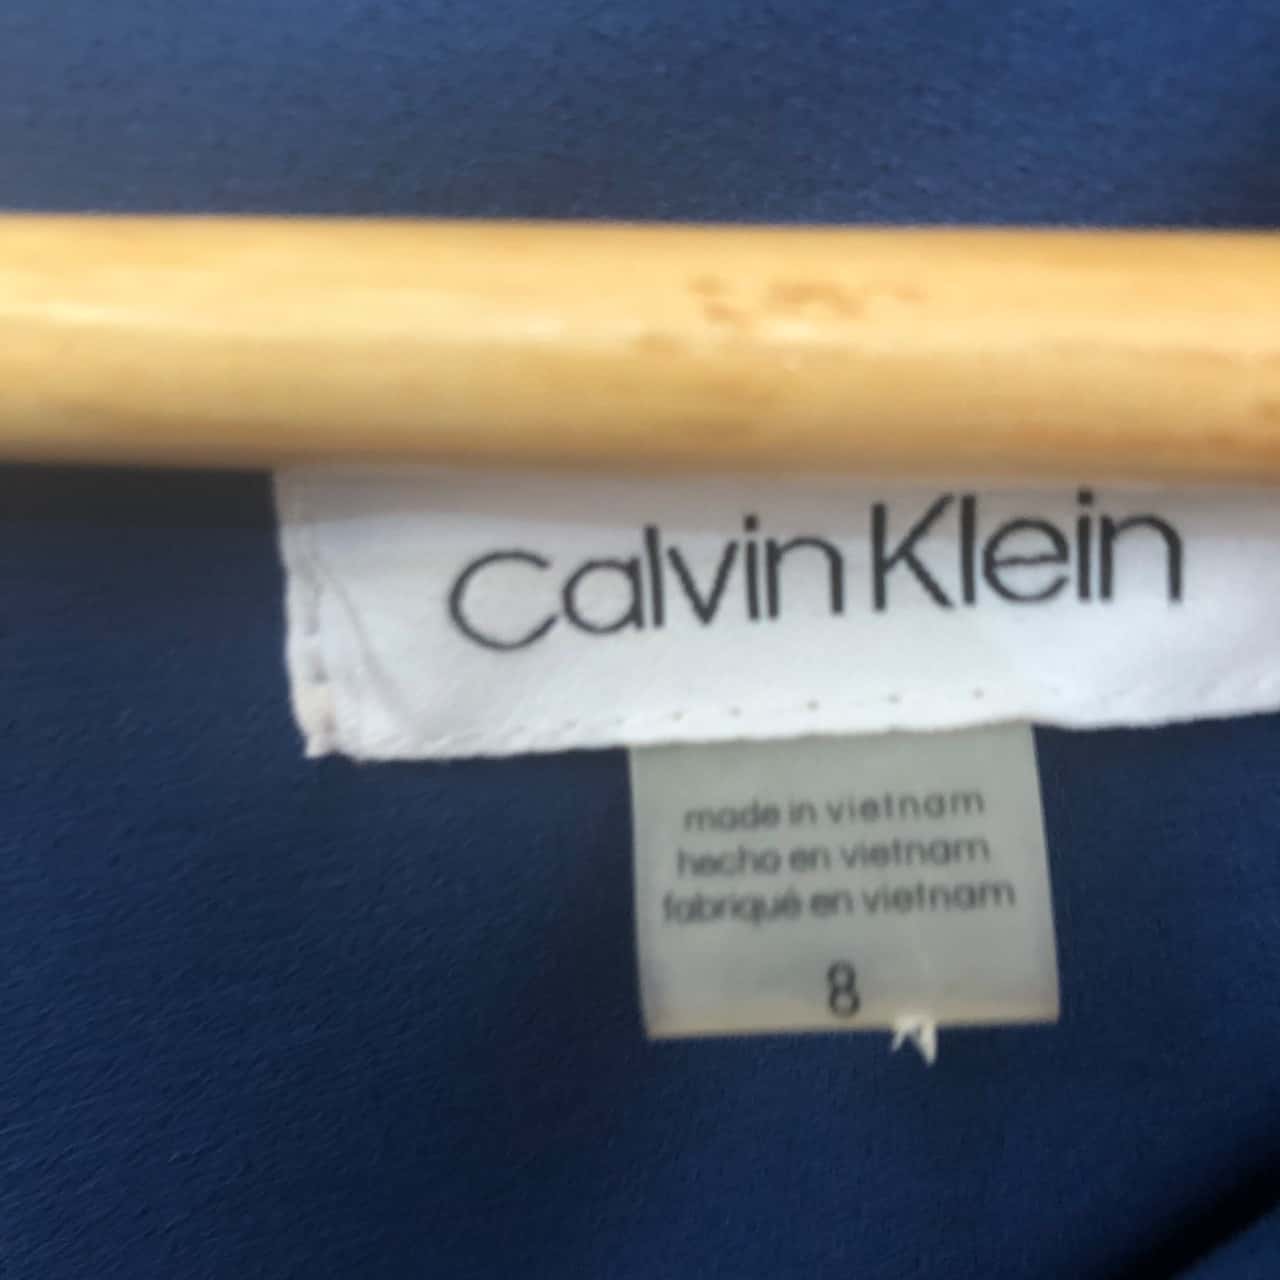 Calvin Klein
made in vietnam
hecho en vietnam
fabriqué en vietnam
8